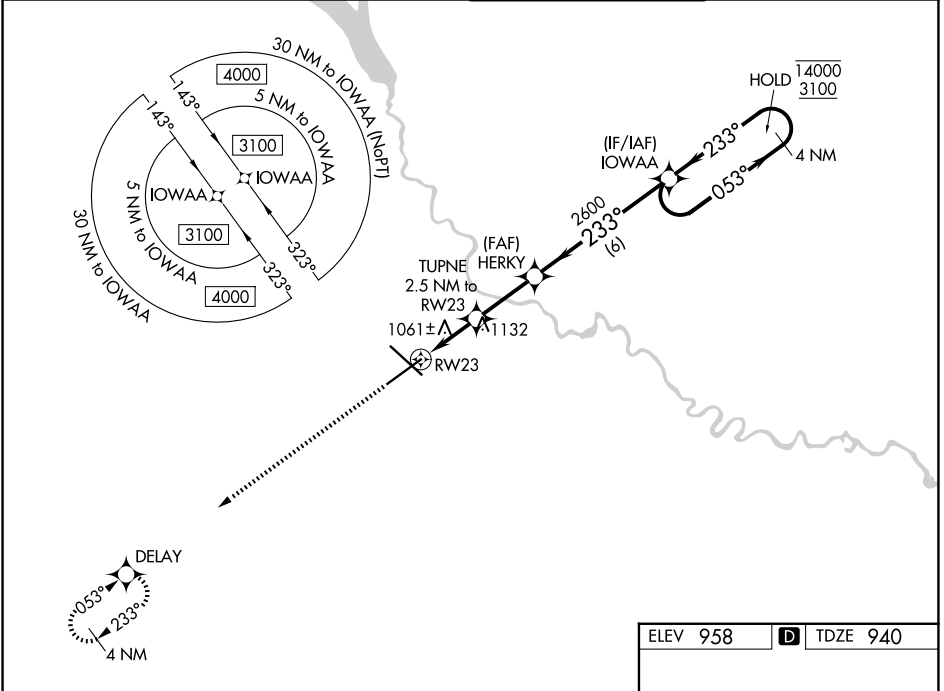 30 NM to IOWAA (NoPT)
4000
143°
5 NM to IOWAA
3100
IOWAA
323°
143°
IOWAA
5 NM to IOWAA
3100
323°
30 NM to IOWAA
4000
HOLD 14000
3100
233°
4 NM
053°
(IF/IAF)
IOWAA
2600
233°
(6)
(FAF)
HERKY
TUPNE
2.5 NM to
RW23
1061±
1132
RW23
DELAY
053°
233°
4 NM
ELEV 958 D TDZE 940